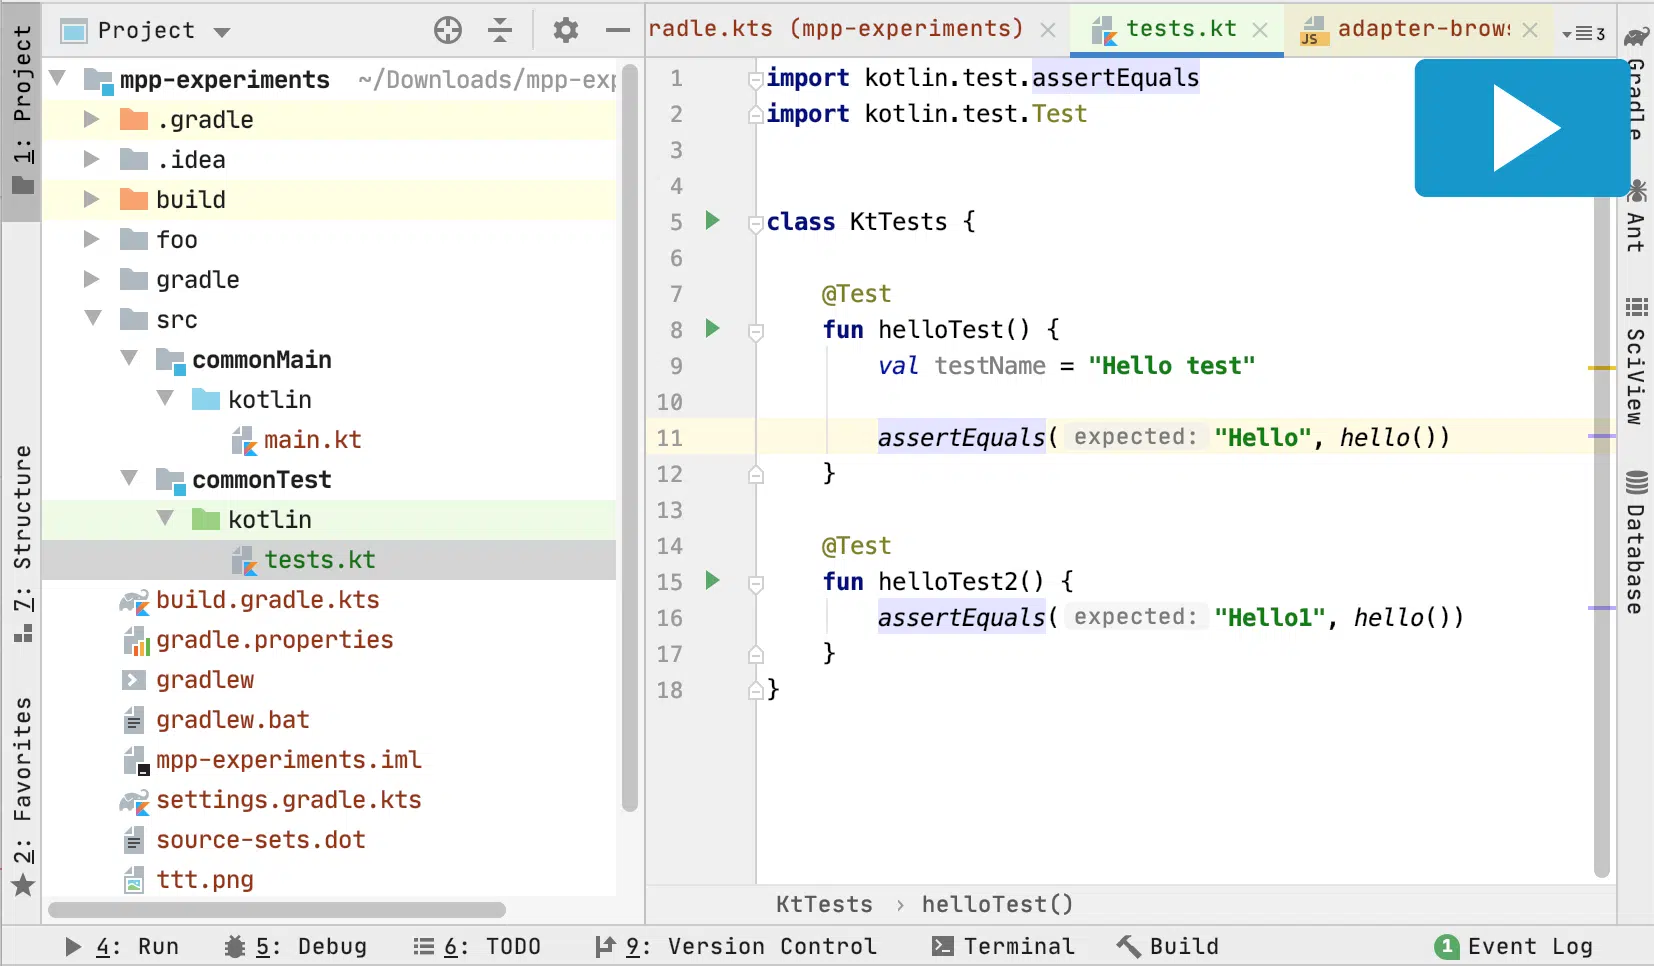 1: Project
7: Structure
2: Favorites
Project
mpp-experiments ~/Downloads/mpp-exp
.gradle
.idea
build
foo
gradle
src
commonMain
kotlin
main.kt
commonTest
kotlin
tests.kt
build.gradle.kts
gradle.properties
gradlew
gradlew.bat
mpp-experiments.iml
settings.gradle.kts
source-sets.dot
ttt.png
radle.kts (mpp-experiments)
tests.kt
JS adapter-brow
3
1 import kotlin.test.assertEquals
2 import kotlin.test.Test
3
4
5 class KtTests {
6
7 @Test
8 fun helloTest() {
9 val testName = "Hello test"
10
11 assertEquals( expected: "Hello", hello())
12 }
13
14 @Test
15 fun helloTest2() {
16 assertEquals( expected: "Hello1", hello())
17 }
18 }
KtTests › helloTest()
Gradle
Ant
SciView
Database
4: Run
5: Debug
6: TODO
9: Version Control
Terminal
Build
1 Event Log